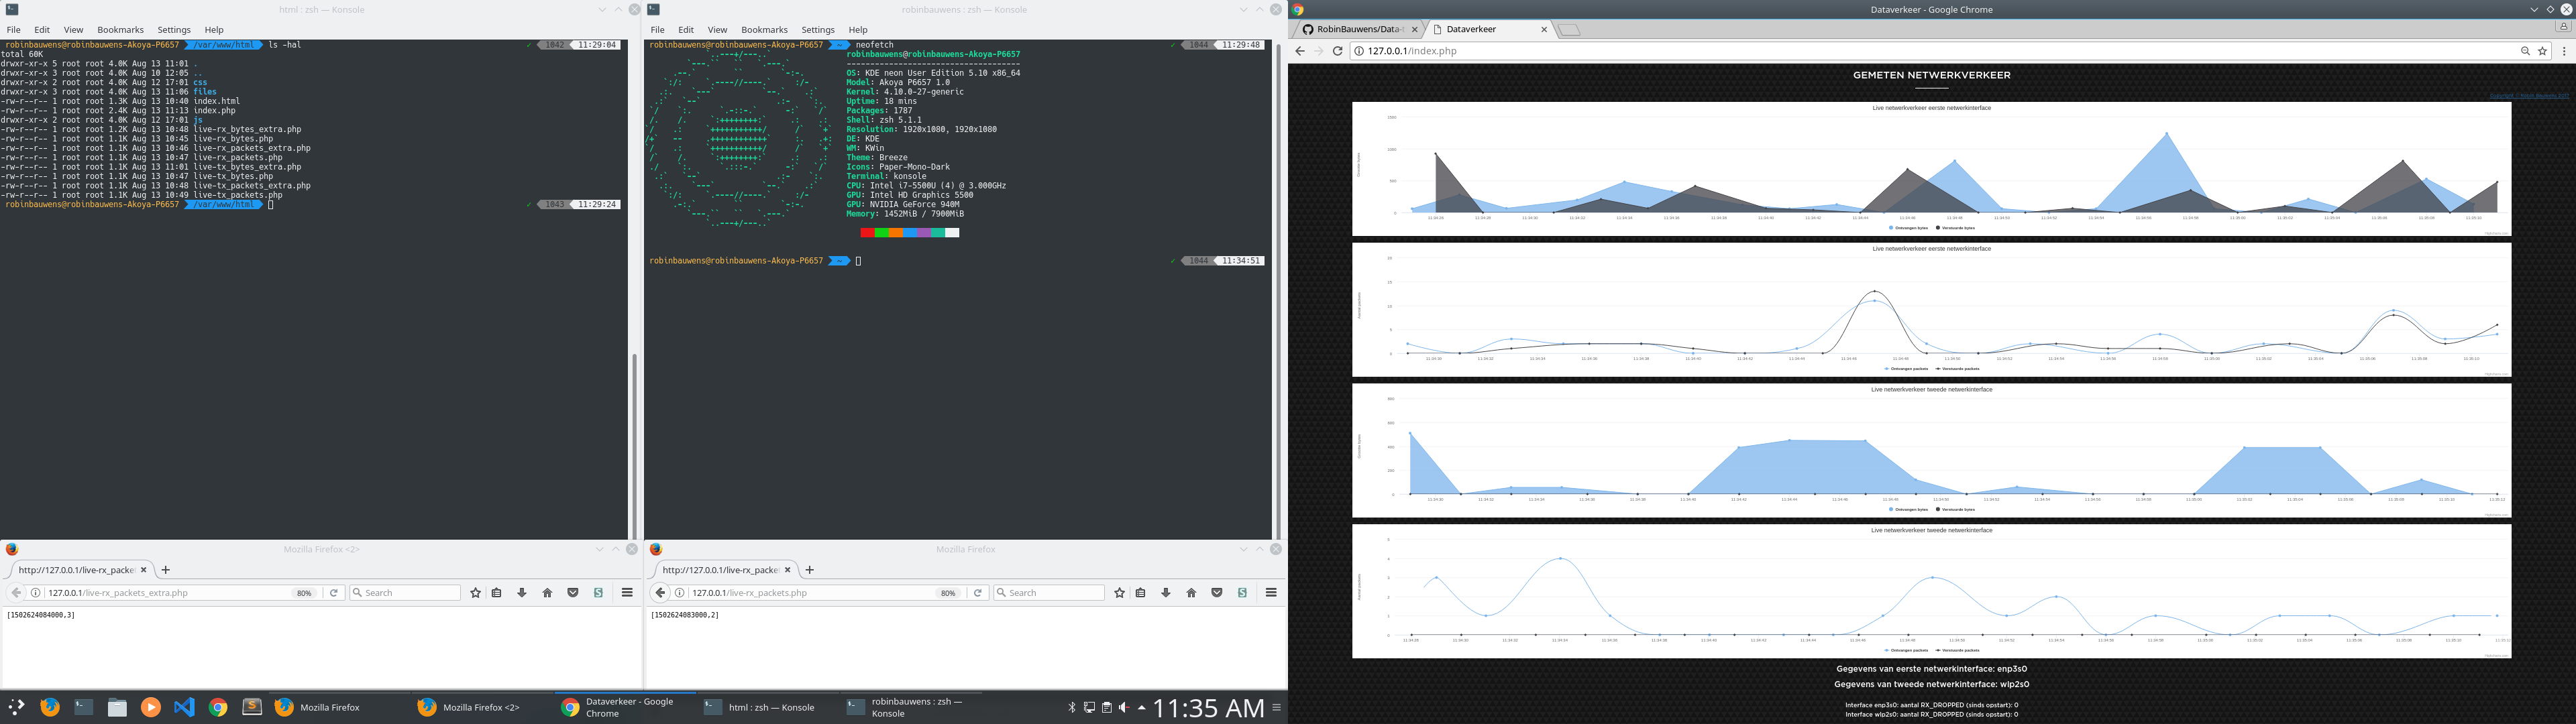 html : zsh — Konsole
File Edit View Bookmarks Settings Help
robinbauwens@robinbauwens-Akoya-P6657 /var/www/html ls -hal ✓ 1042 11:29:04
total 60K
drwxr-xr-x 5 root root 4.0K Aug 13 11:01 .
drwxr-xr-x 3 root root 4.0K Aug 10 12:05 ..
drwxr-xr-x 2 root root 4.0K Aug 12 17:01 css
drwxr-xr-x 3 root root 4.0K Aug 13 11:06 files
-rw-r--r-- 1 root root 1.3K Aug 13 10:40 index.html
-rw-r--r-- 1 root root 2.4K Aug 13 11:13 index.php
drwxr-xr-x 2 root root 4.0K Aug 12 17:01 js
-rw-r--r-- 1 root root 1.2K Aug 13 10:48 live-rx_bytes_extra.php
-rw-r--r-- 1 root root 1.1K Aug 13 10:45 live-rx_bytes.php
-rw-r--r-- 1 root root 1.1K Aug 13 10:46 live-rx_packets_extra.php
-rw-r--r-- 1 root root 1.1K Aug 13 10:47 live-rx_packets.php
-rw-r--r-- 1 root root 1.1K Aug 13 11:01 live-tx_bytes_extra.php
-rw-r--r-- 1 root root 1.1K Aug 13 10:47 live-tx_bytes.php
-rw-r--r-- 1 root root 1.1K Aug 13 10:48 live-tx_packets_extra.php
-rw-r--r-- 1 root root 1.1K Aug 13 10:49 live-tx_packets.php
robinbauwens@robinbauwens-Akoya-P6657 /var/www/html ✓ 1043 11:29:24
robinbauwens : zsh — Konsole
File Edit View Bookmarks Settings Help
robinbauwens@robinbauwens-Akoya-P6657 ~ neofetch ✓ 1044 11:29:48
robinbauwens@robinbauwens-Akoya-P6657
-------------------------------------
OS: KDE neon User Edition 5.10 x86_64
Model: Akoya P6657 1.0
Kernel: 4.10.0-27-generic
Uptime: 18 mins
Packages: 1787
Shell: zsh 5.1.1
Resolution: 1920x1080, 1920x1080
DE: KDE
WM: KWin
Theme: Breeze
Icons: Paper-Mono-Dark
Terminal: konsole
CPU: Intel i7-5500U (4) @ 3.000GHz
GPU: Intel HD Graphics 5500
GPU: NVIDIA GeForce 940M
Memory: 1452MiB / 7900MiB
robinbauwens@robinbauwens-Akoya-P6657 ~ ✓ 1044 11:34:51
Mozilla Firefox <2>
http://127.0.0.1/live-rx_packe
127.0.0.1/live-rx_packets_extra.php 80% Search
[1502624084000,3]
Mozilla Firefox
http://127.0.0.1/live-rx_packe
127.0.0.1/live-rx_packets.php 80% Search
[1502624083000,2]
Mozilla Firefox
Mozilla Firefox <2>
Dataverkeer - Google
Chrome
html : zsh — Konsole
robinbauwens : zsh —
Konsole
11:35 AM
Dataverkeer - Google Chrome
RobinBauwens/Data-
Dataverkeer
127.0.0.1/index.php
GEMETEN NETWERKVERKEER
Live netwerkverkeer eerste netwerkinterface
Ontvangen bytes Verstuurde bytes
Live netwerkverkeer eerste netwerkinterface
Ontvangen packets Verstuurde packets
Live netwerkverkeer tweede netwerkinterface
Ontvangen bytes Verstuurde bytes
Live netwerkverkeer tweede netwerkinterface
Ontvangen packets Verstuurde packets
Gegevens van eerste netwerkinterface: enp3s0
Gegevens van tweede netwerkinterface: wlp2s0
Interface enp3s0: aantal RX_DROPPED (sinds opstart): 0
Interface wlp2s0: aantal RX_DROPPED (sinds opstart): 0